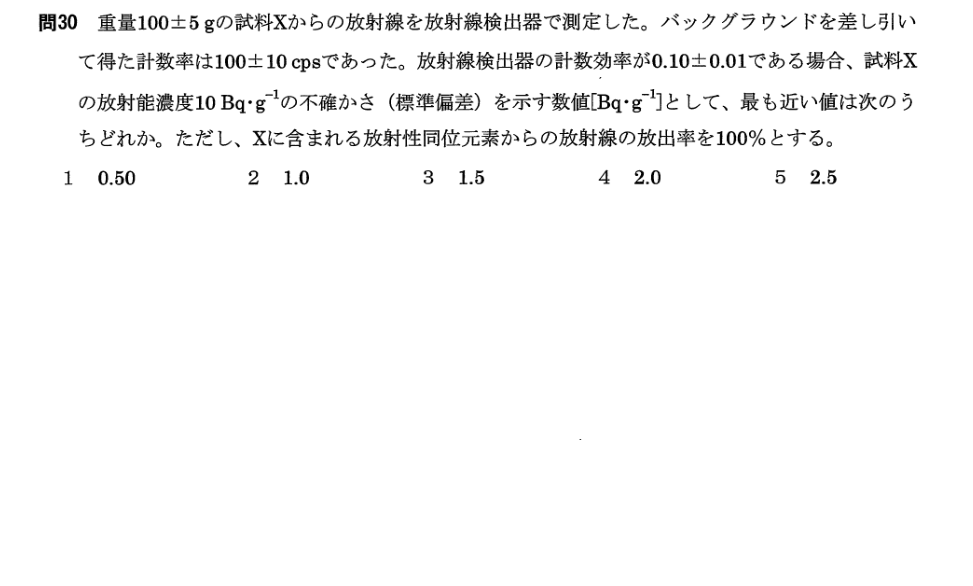 問30 重量100±5 gの試料Xからの放射線を放射線検出器で測定した。バックグラウンドを差し引い
て得た計数率は100±10 cpsであった。放射線検出器の計数効率が0.10±0.01である場合、試料X
の放射能濃度10 Bq･g⁻¹の不確かさ（標準偏差）を示す数値[Bq･g⁻¹]として、最も近い値は次のう
ちどれか。ただし、Xに含まれる放射性同位元素からの放射線の放出率を100%とする。
1 0.50 2 1.0 3 1.5 4 2.0 5 2.5